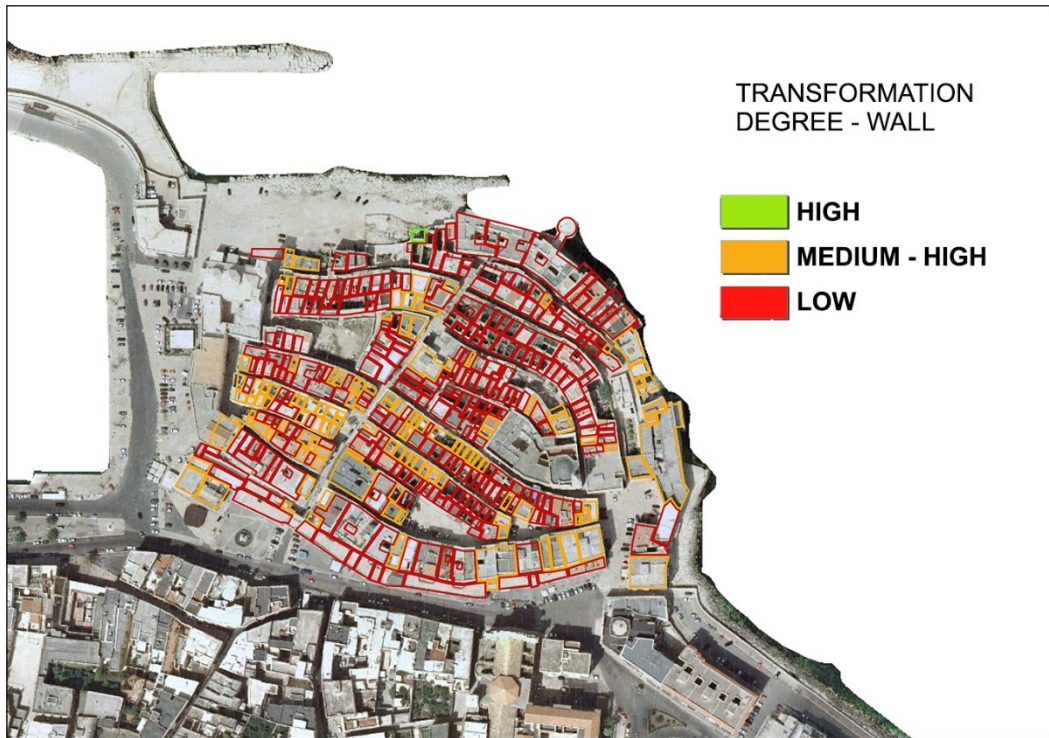 TRANSFORMATION
DEGREE - WALL
HIGH
MEDIUM - HIGH
LOW